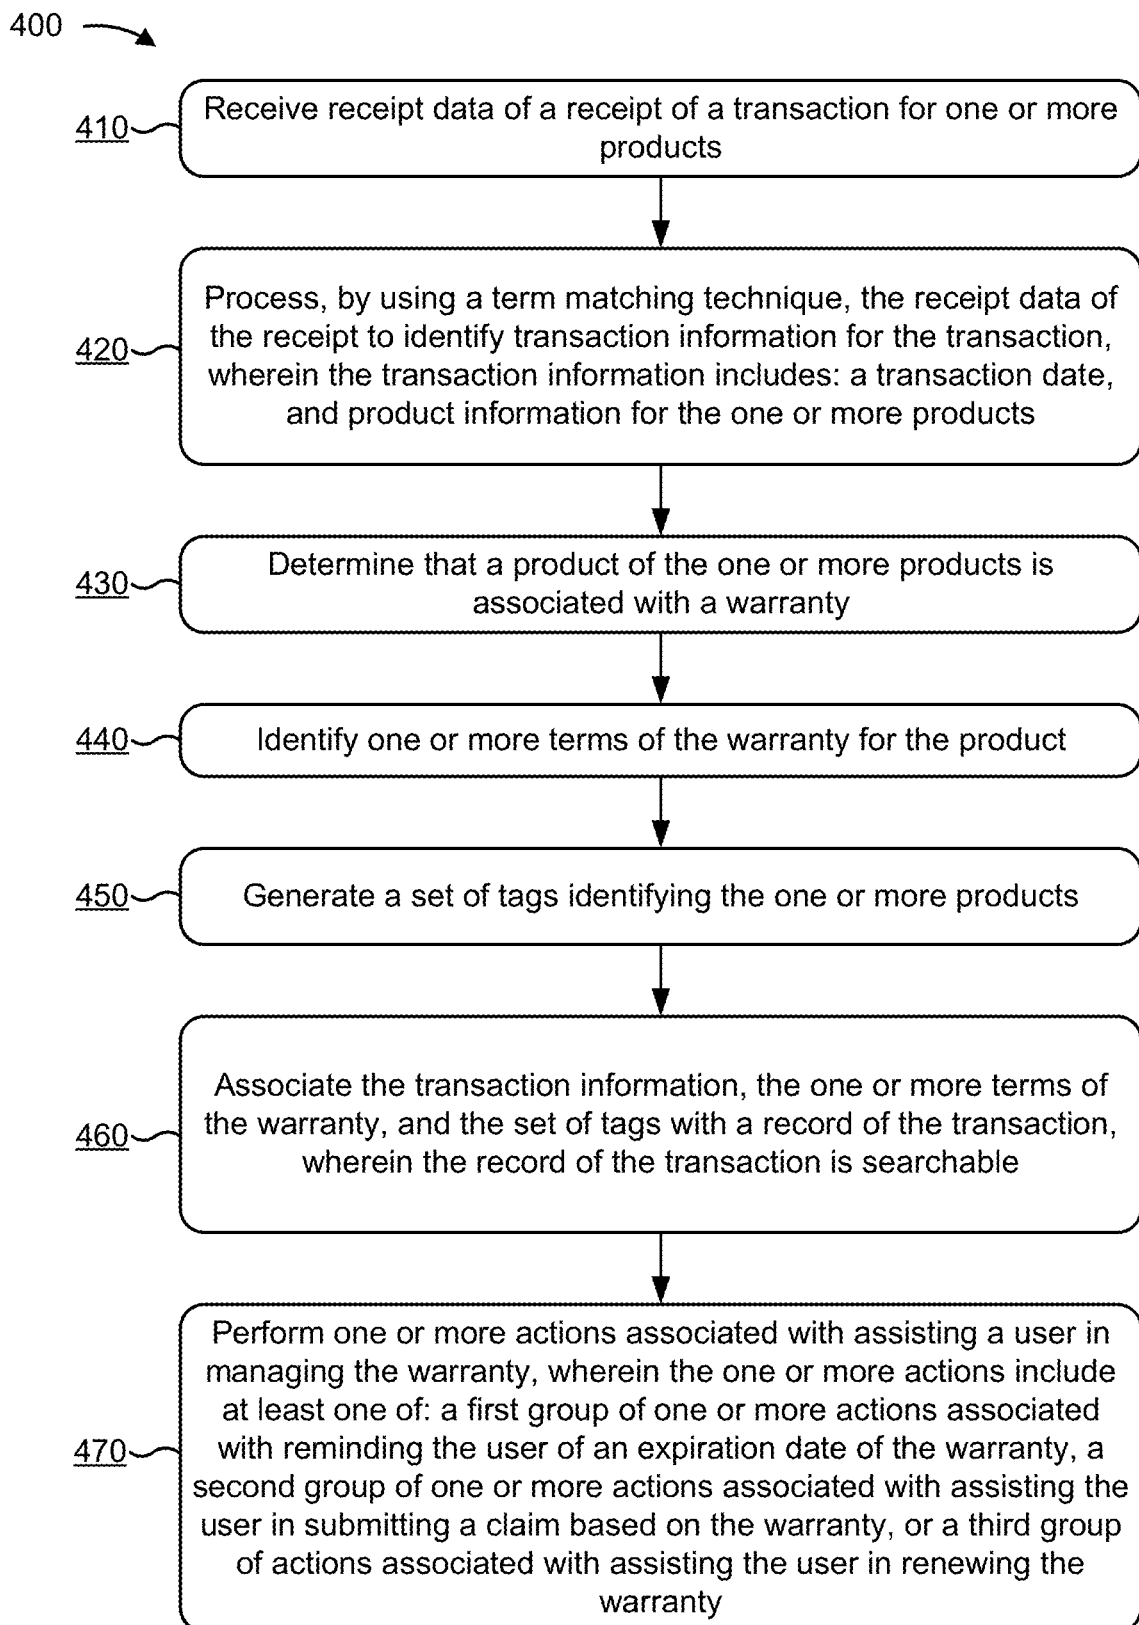 400
410
Receive receipt data of a receipt of a transaction for one or more
products
420
Process, by using a term matching technique, the receipt data of
the receipt to identify transaction information for the transaction,
wherein the transaction information includes: a transaction date,
and product information for the one or more products
430
Determine that a product of the one or more products is
associated with a warranty
440
Identify one or more terms of the warranty for the product
450
Generate a set of tags identifying the one or more products
460
Associate the transaction information, the one or more terms of
the warranty, and the set of tags with a record of the transaction,
wherein the record of the transaction is searchable
470
Perform one or more actions associated with assisting a user in
managing the warranty, wherein the one or more actions include
at least one of: a first group of one or more actions associated
with reminding the user of an expiration date of the warranty, a
second group of one or more actions associated with assisting the
user in submitting a claim based on the warranty, or a third group
of actions associated with assisting the user in renewing the
warranty